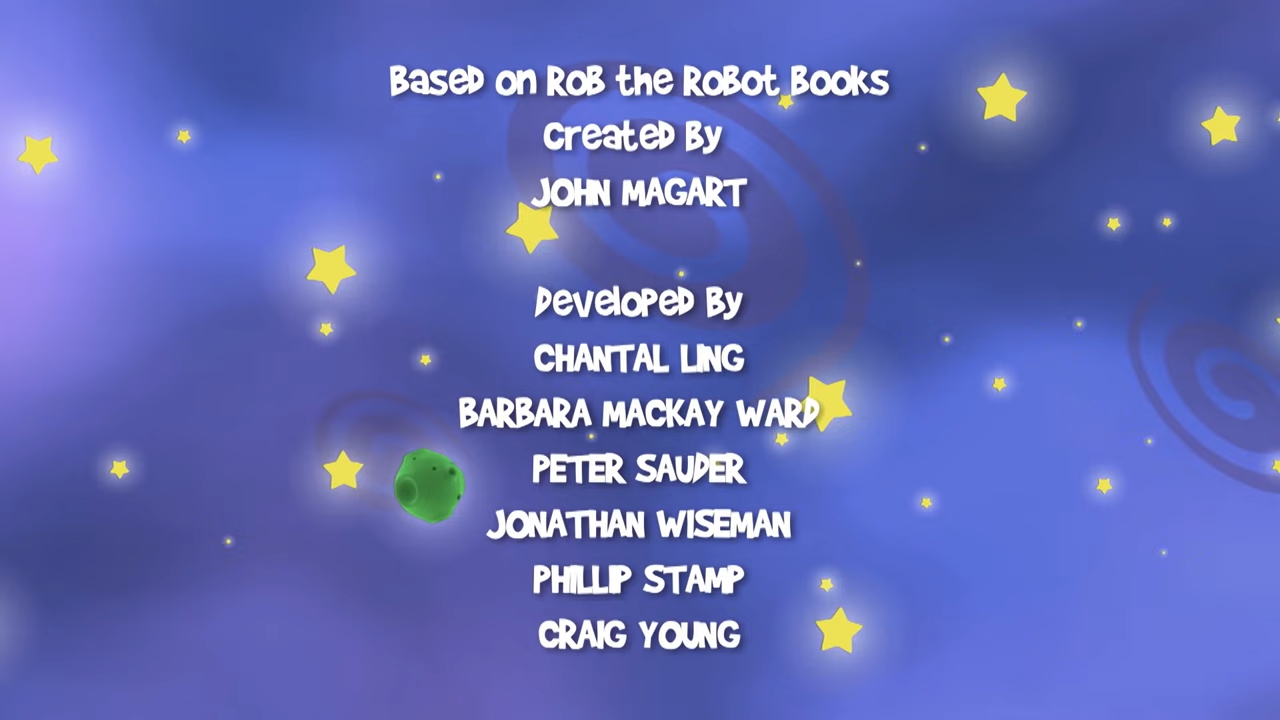 Based on Rob the Robot Books
Created By
JOHN MAGART
Developed By
CHANTAL LING
BARBARA MACKAY WARD
PETER SAUDER
JONATHAN WISEMAN
PHILLIP STAMP
CRAIG YOUNG